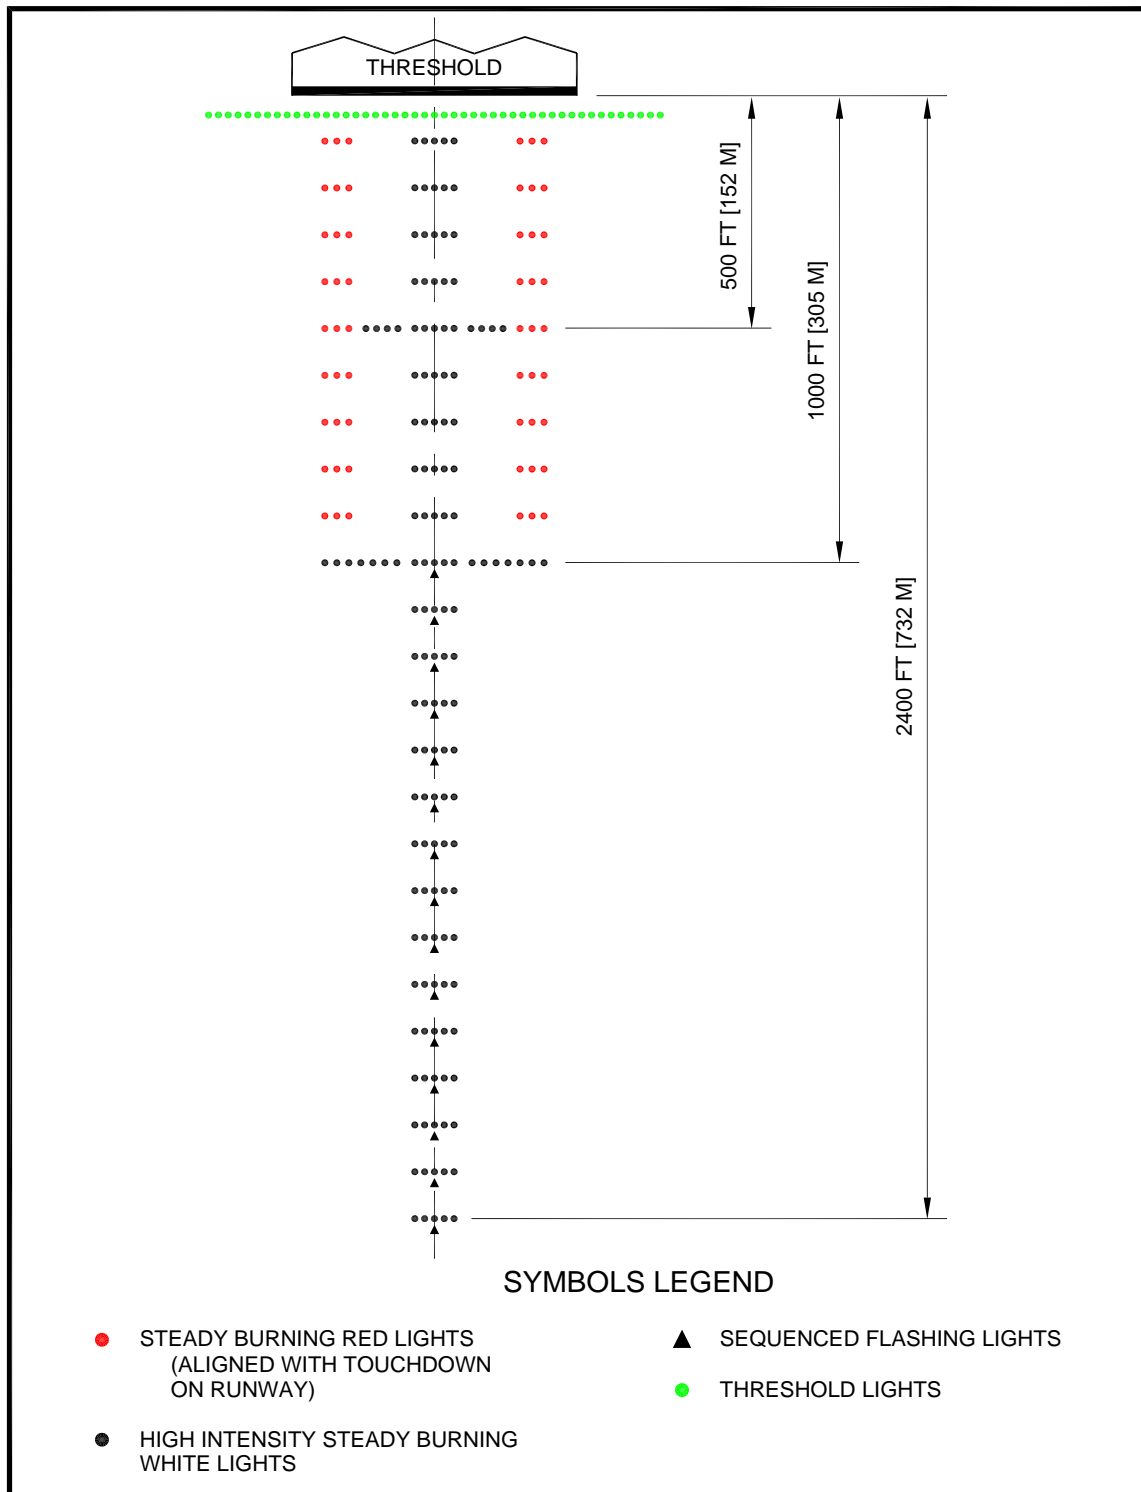 THRESHOLD
500 FT [152 M]
1000 FT [305 M]
2400 FT [732 M]
SYMBOLS LEGEND
STEADY BURNING RED LIGHTS
(ALIGNED WITH TOUCHDOWN
ON RUNWAY)
HIGH INTENSITY STEADY BURNING
WHITE LIGHTS
SEQUENCED FLASHING LIGHTS
THRESHOLD LIGHTS